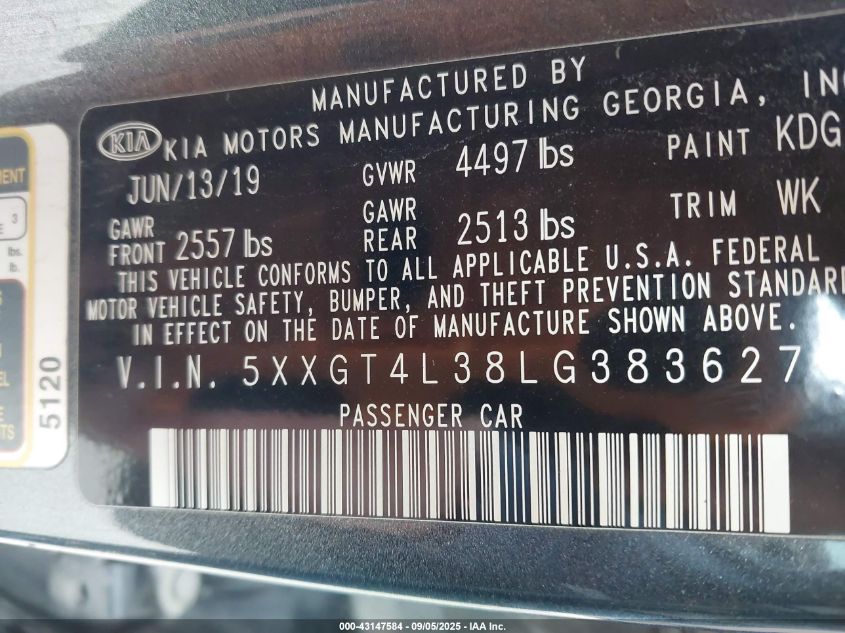 MANUFACTURED BY
KIA KIA MOTORS MANUFACTURING GEORGIA, INC
JUN/13/19 GVWR 4497 lbs PAINT KDG
GAWR FRONT 2557 lbs GAWR REAR 2513 lbs TRIM WK
THIS VEHICLE CONFORMS TO ALL APPLICABLE U.S.A. FEDERAL
MOTOR VEHICLE SAFETY, BUMPER, AND THEFT PREVENTION STANDARD
IN EFFECT ON THE DATE OF MANUFACTURE SHOWN ABOVE.
V.I.N. 5XXGT4L38LG383627
PASSENGER CAR
3
lbs.
lb.
5120
000-43147584 - 09/05/2025 - IAA Inc.